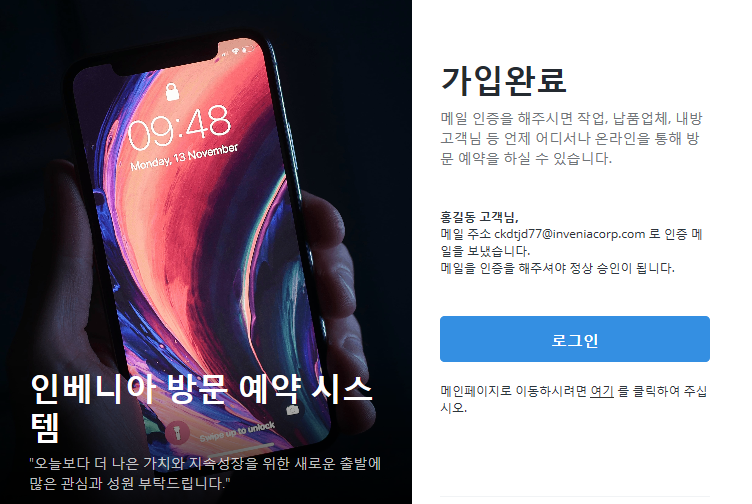 09:48
Monday, 13 November
Swipe up to unlock
인베니아 방문 예약 시스
템
"오늘보다 더 나은 가치와 지속성장을 위한 새로운 출발에
많은 관심과 성원 부탁드립니다."
가입완료
메일 인증을 해주시면 작업, 납품업체, 내방
고객님 등 언제 어디서나 온라인을 통해 방
문 예약을 하실 수 있습니다.
홍길동 고객님,
메일 주소 ckdtjd77@inveniacorp.com 로 인증 메
일을 보냈습니다.
메일을 인증을 해주셔야 정상 승인이 됩니다.
로그인
메인페이지로 이동하시려면 여기 를 클릭하여 주십
시오.